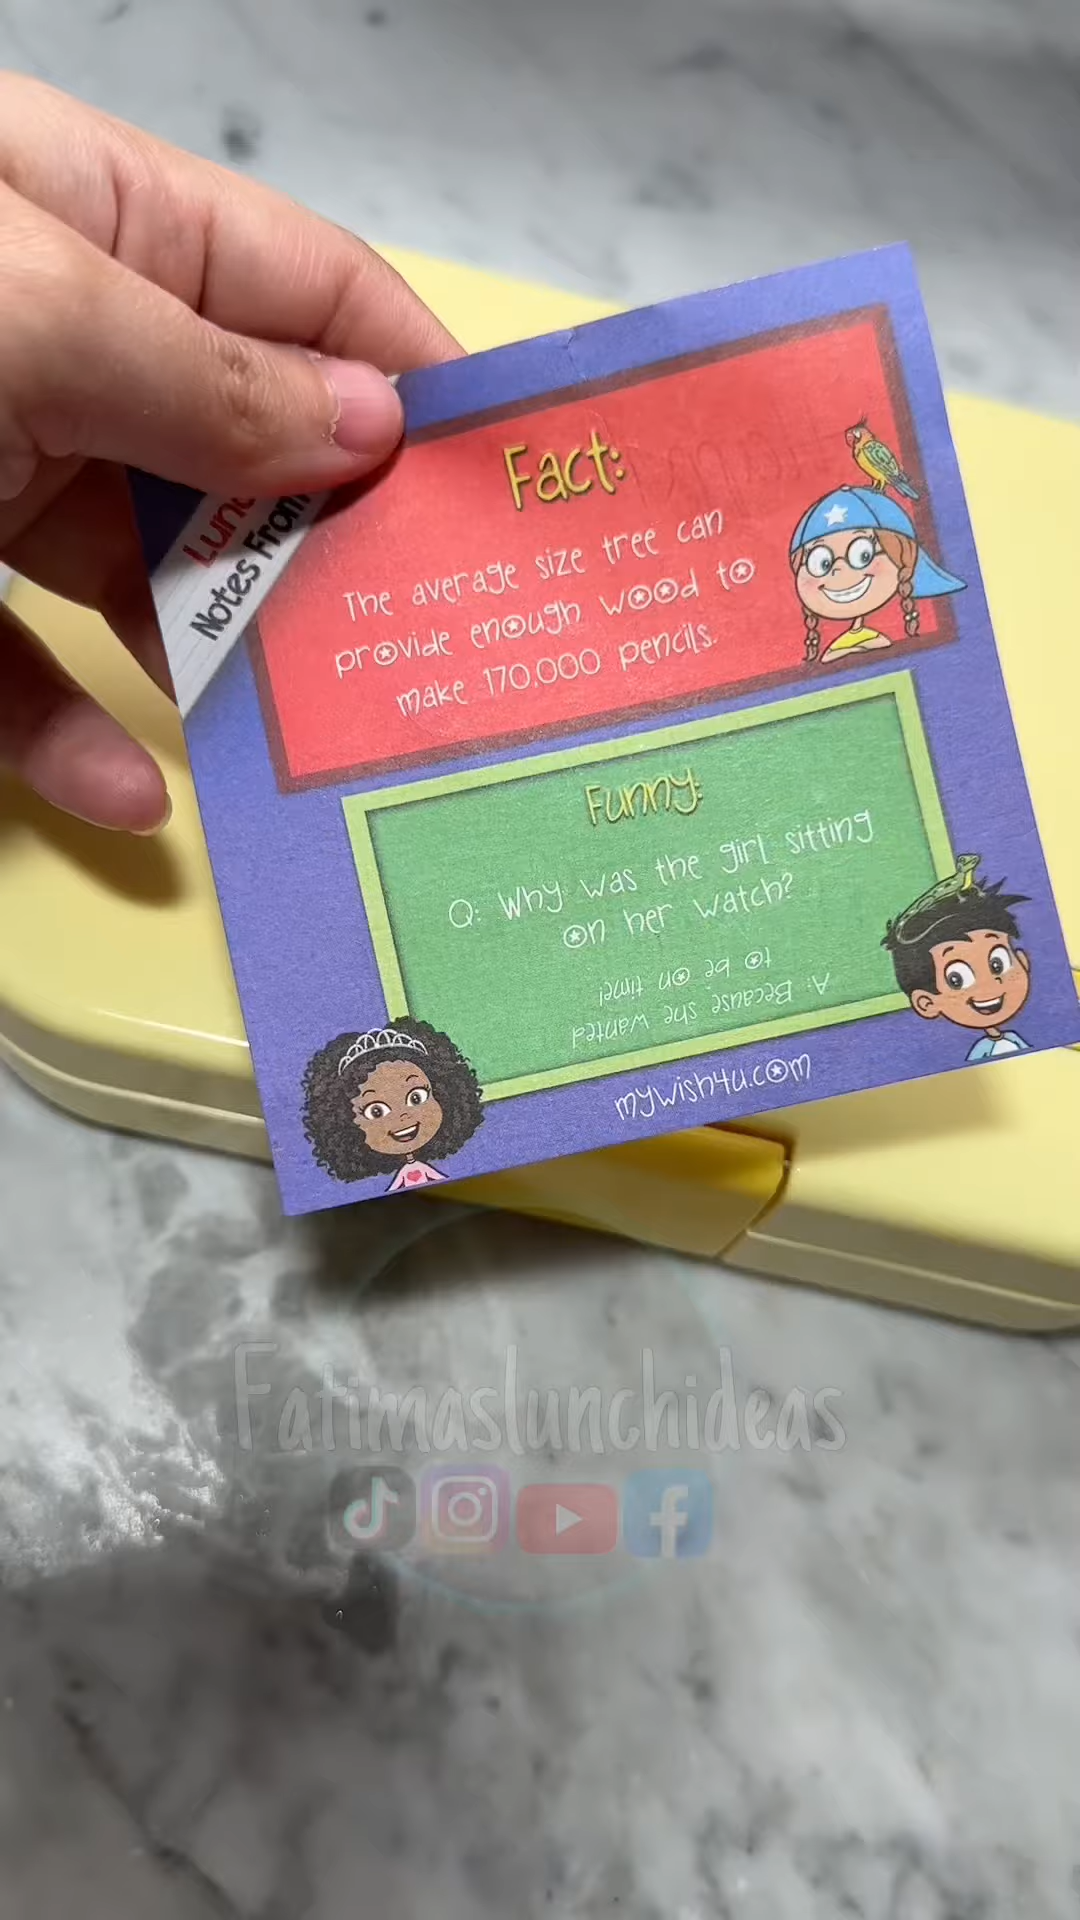 Notes From
Fact:
The average size tree can
provide enough wood to
make 170,000 pencils.
Funny:
Q: Why was the girl sitting
on her watch?
A: Because she wanted
to be on time!
mywish4u.com
Fatimaslunchideas